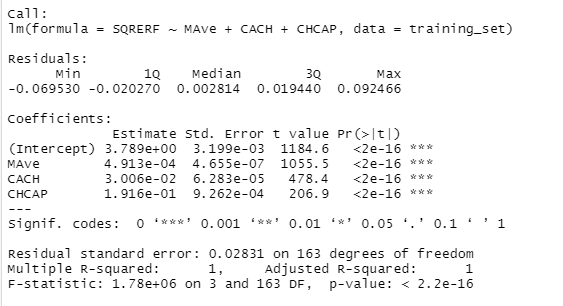 Call:
lm(formula = SQRERF ~ MAve + CACH + CHCAP, data = training_set)
Residuals:
Min 1Q Median 3Q Max
-0.069530 -0.020270 0.002814 0.019440 0.092466
Coefficients:
Estimate Std. Error t value Pr(>|t|)
(Intercept) 3.789e+00 3.199e-03 1184.6 <2e-16 ***
MAve 4.913e-04 4.655e-07 1055.5 <2e-16 ***
CACH 3.006e-02 6.283e-05 478.4 <2e-16 ***
CHCAP 1.916e-01 9.262e-04 206.9 <2e-16 ***
---
Signif. codes: 0 ‘***’ 0.001 ‘**’ 0.01 ‘*’ 0.05 ‘.’ 0.1 ‘ ’ 1
Residual standard error: 0.02831 on 163 degrees of freedom
Multiple R-squared: 1, Adjusted R-squared: 1
F-statistic: 1.78e+06 on 3 and 163 DF, p-value: < 2.2e-16